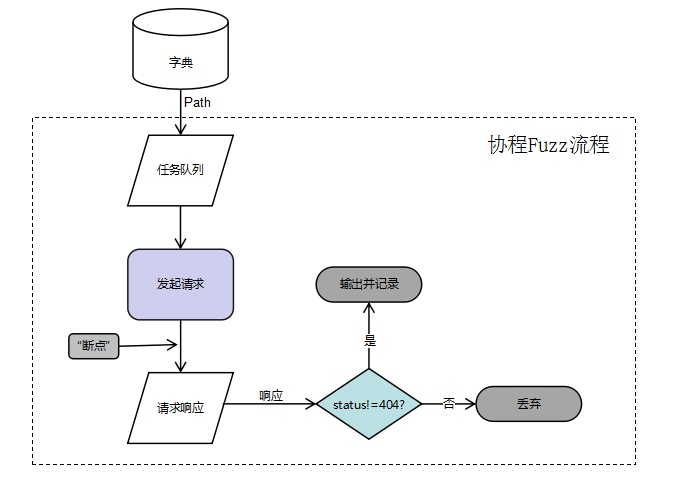 字典
Path
协程Fuzz流程
任务队列
发起请求
输出并记录
“断点”
是
请求响应
响应
status!=404?
否
丢弃